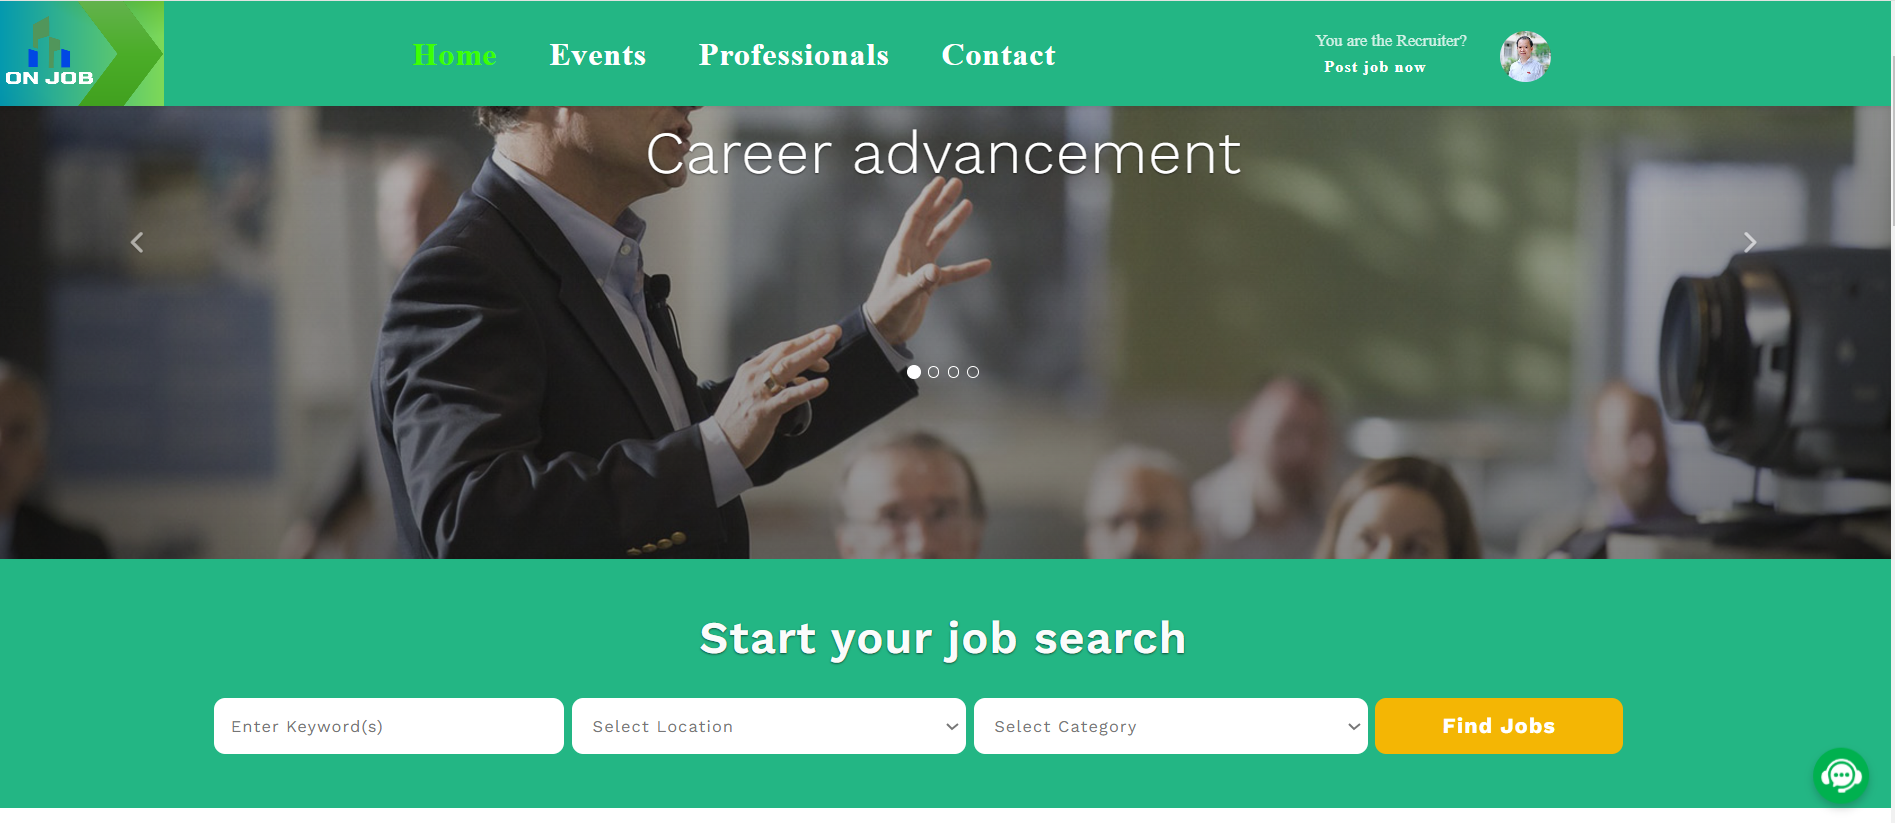 ON JOB
Home
Events
Professionals
Contact
You are the Recruiter?
Post job now
Career advancement
Start your job search
Enter Keyword(s)
Select Location
Select Category
Find Jobs